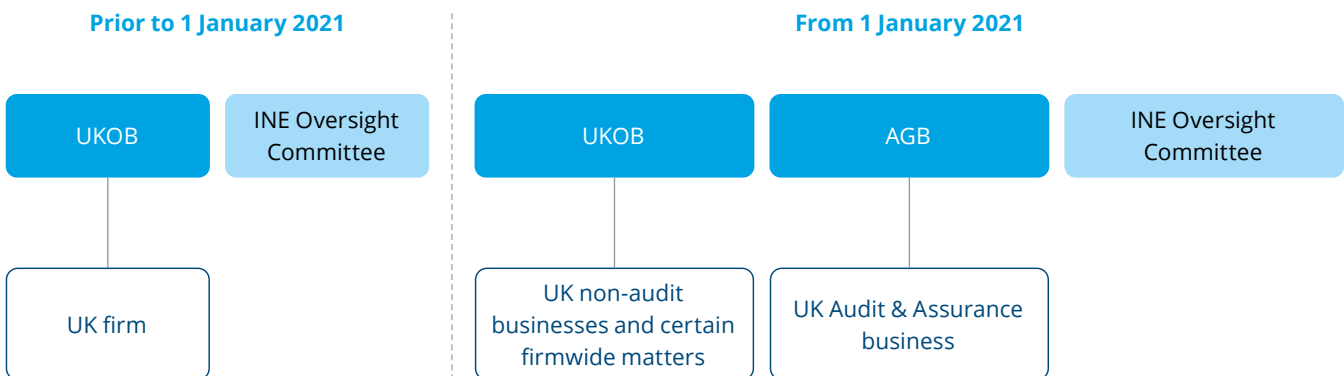 Prior to 1 January 2021
UKOB
INE Oversight
Committee
UK firm
From 1 January 2021
UKOB
AGB
INE Oversight
Committee
UK non-audit
businesses and certain
firmwide matters
UK Audit & Assurance
business